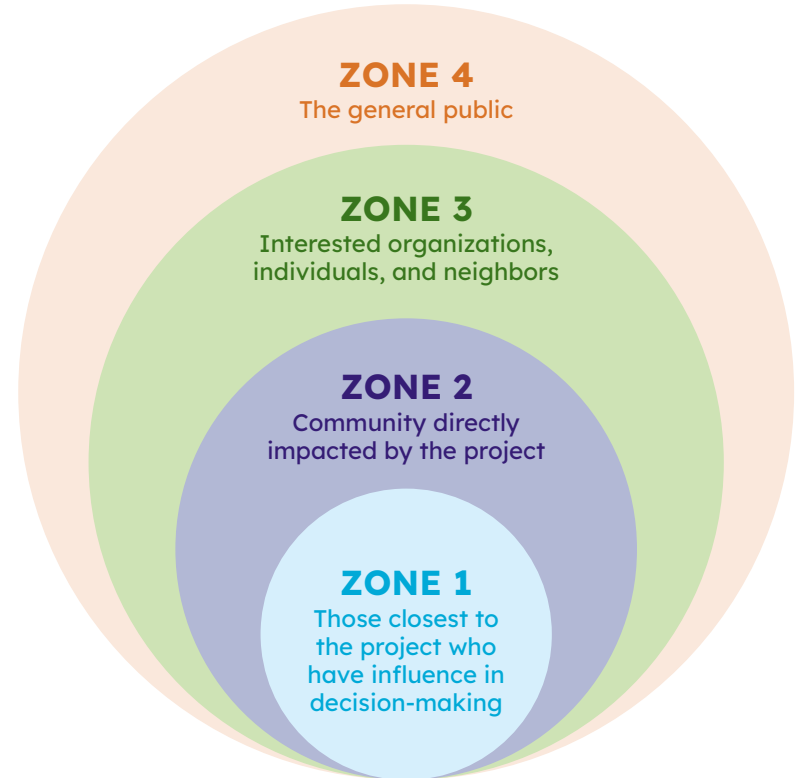 ZONE 4
The general public
ZONE 3
Interested organizations,
individuals, and neighbors
ZONE 2
Community directly
impacted by the project
ZONE 1
Those closest to
the project who
have influence in
decision-making